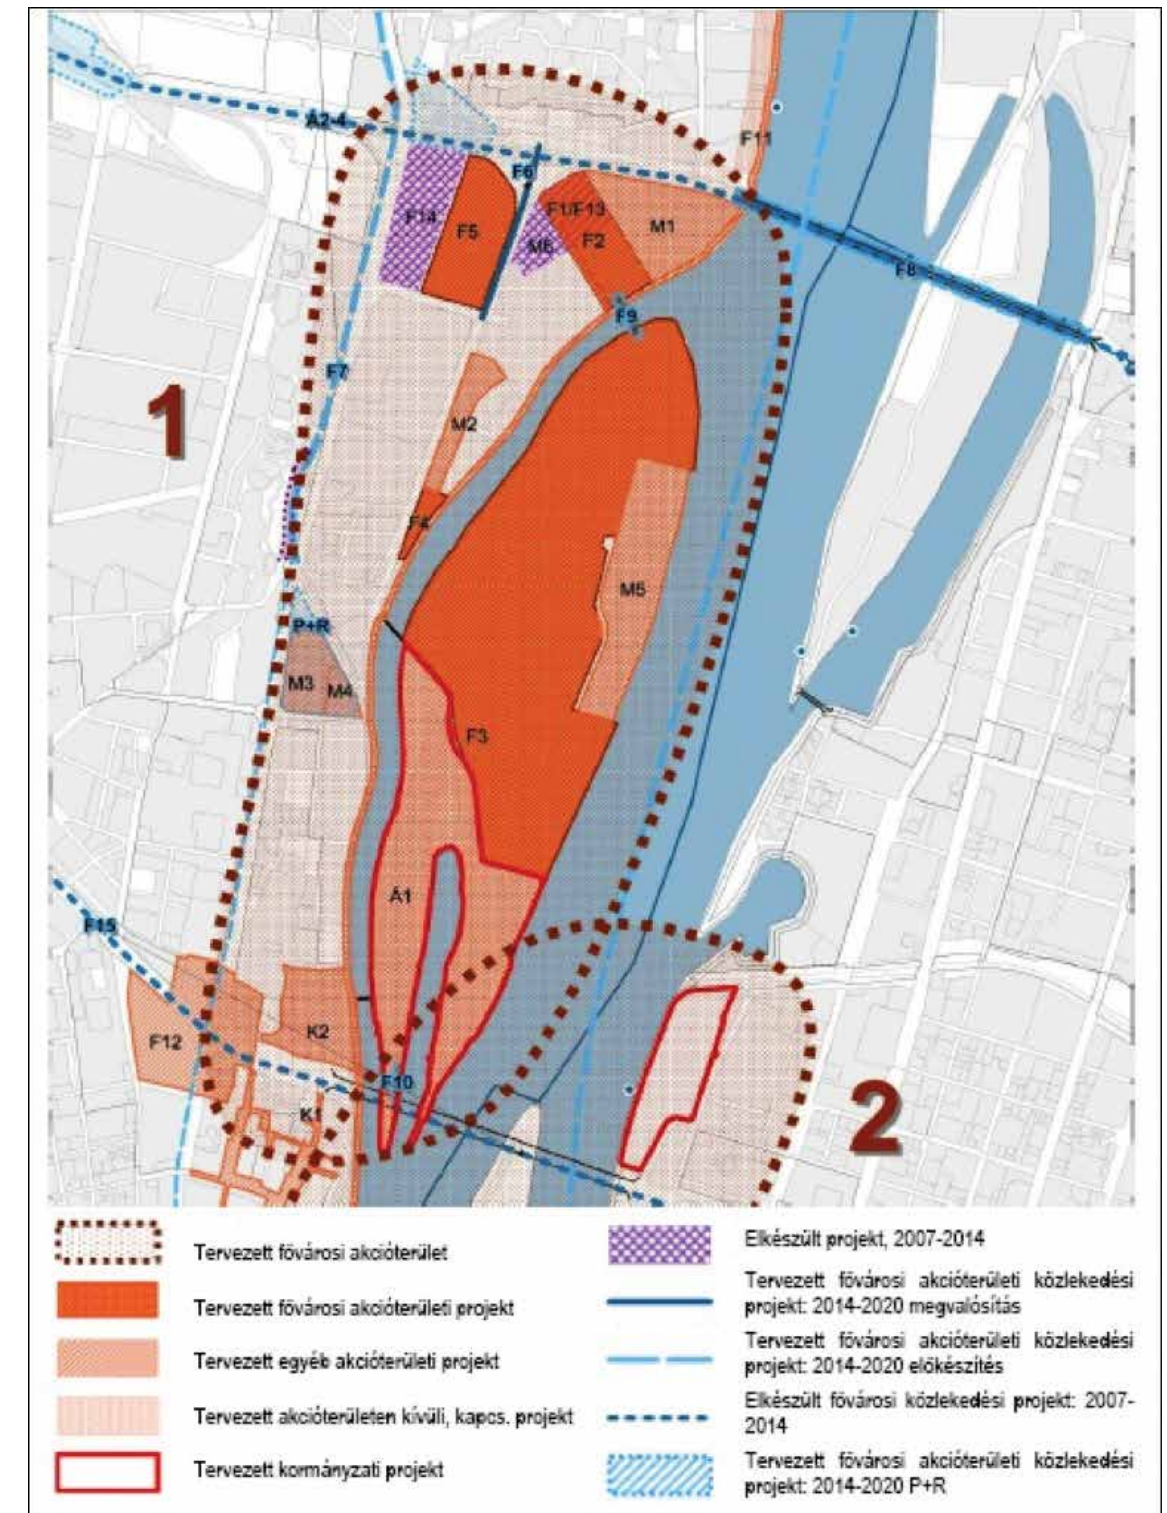 A2-4
F11
F6
F14
F5
F1/F13
M6
F2
M1
F8
F9
F7
1
M2
F4
M5
P+R
M3
M4
F3
A1
F15
K2
F12
F10
K1
2
Tervezett fővárosi akcióterület
Tervezett fővárosi akcióterületi projekt
Tervezett egyéb akcióterületi projekt
Tervezett akcióterületen kívüli, kapcs. projekt
Tervezett kormányzati projekt
Elkészült projekt, 2007-2014
Tervezett fővárosi akcióterületi közlekedési
projekt: 2014-2020 megvalósítás
Tervezett fővárosi akcióterületi közlekedési
projekt: 2014-2020 előkészítés
Elkészült fővárosi közlekedési projekt: 2007-
2014
Tervezett fővárosi akcióterületi közlekedési
projekt: 2014-2020 P+R